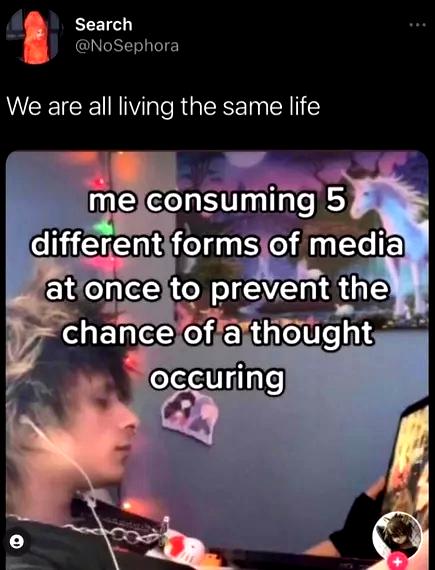 Search
@NoSephora
We are all living the same life
me consuming 5
different forms of media
at once to prevent the
chance of a thought
occuring